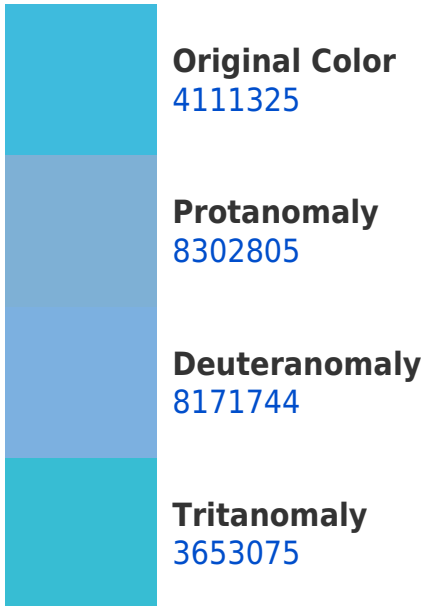 Original Color
4111325
Protanomaly
8302805
Deuteranomaly
8171744
Tritanomaly
3653075